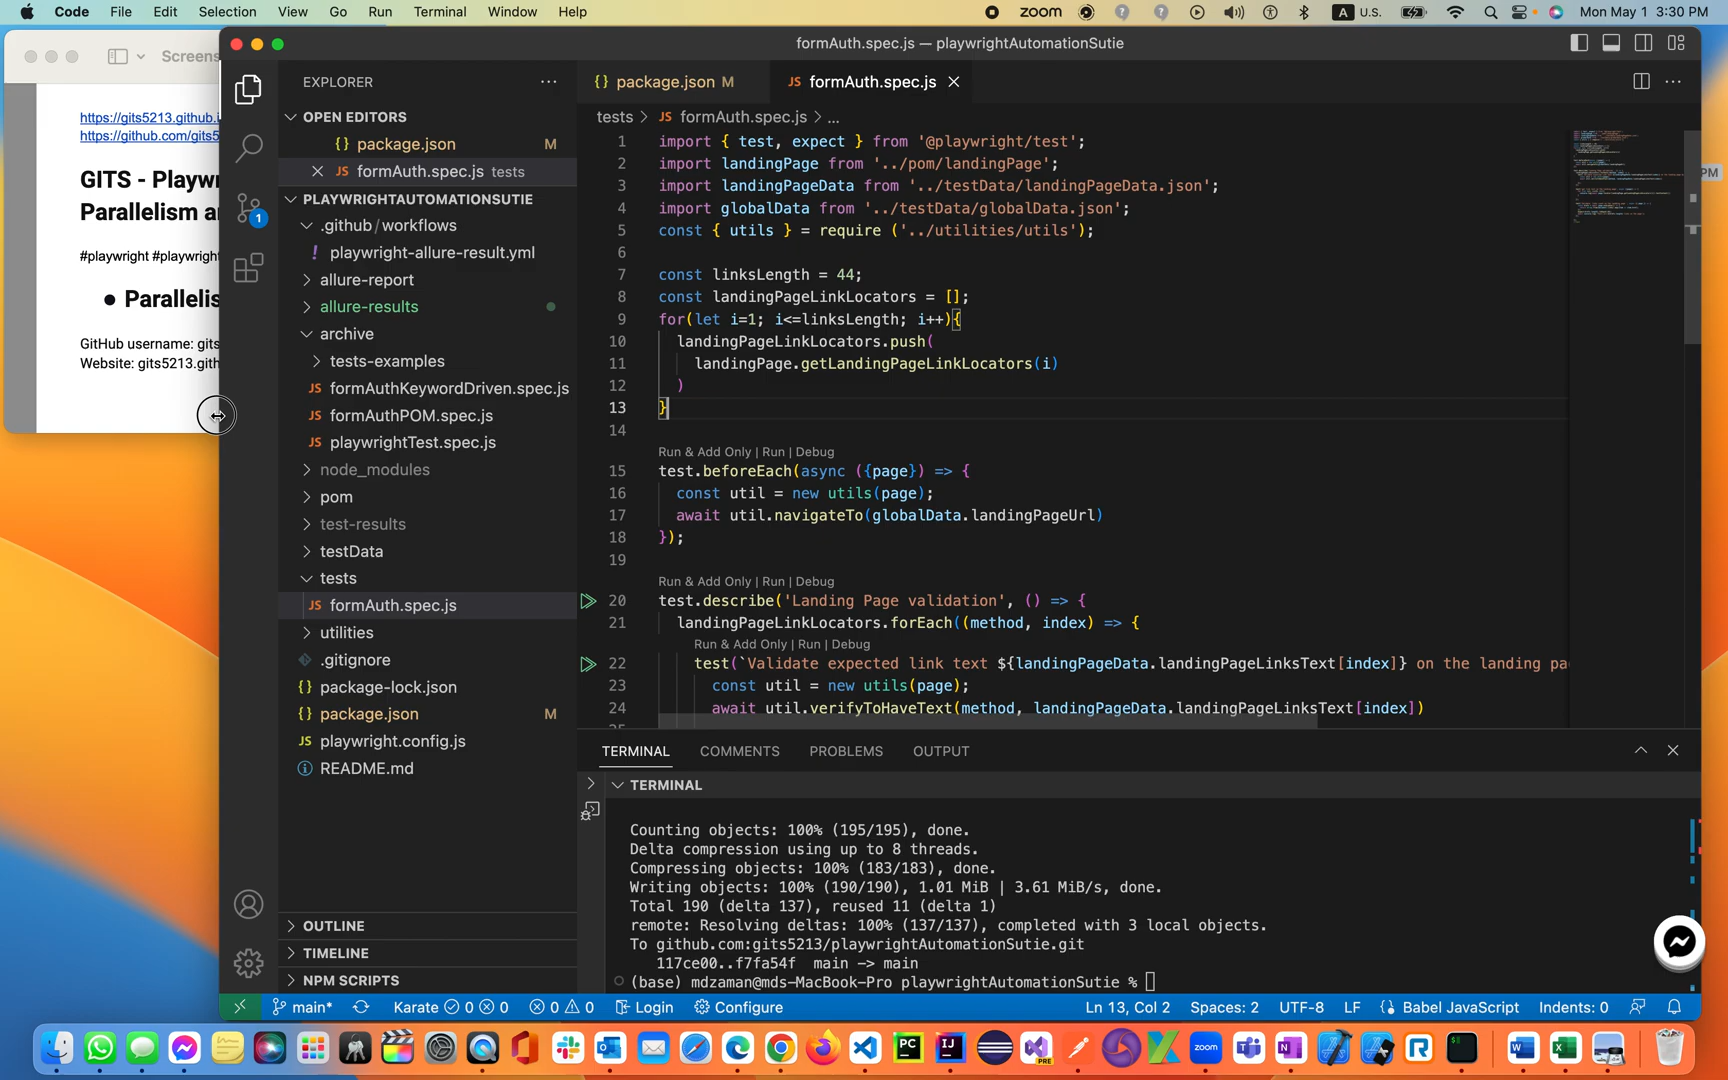 Code File Edit Selection View Go Run Terminal Window Help zoom A U.S. Mon May 1 3:30 PM
Screens
https://gits5213.github.i
https://github.com/gits5
GITS - Playwr
Parallelism a
#playwright #playwright
● Parallelis
GitHub username: gits
Website: gits5213.gith
PM
formAuth.spec.js — playwrightAutomationSutie
EXPLORER
OPEN EDITORS
package.json M
formAuth.spec.js tests
PLAYWRIGHTAUTOMATIONSUTIE
.github / workflows
playwright-allure-result.yml
allure-report
allure-results
archive
tests-examples
formAuthKeywordDriven.spec.js
formAuthPOM.spec.js
playwrightTest.spec.js
node_modules
pom
test-results
testData
tests
formAuth.spec.js
utilities
.gitignore
package-lock.json
package.json M
playwright.config.js
README.md
OUTLINE
TIMELINE
NPM SCRIPTS
package.json M JS formAuth.spec.js
tests > JS formAuth.spec.js > ...
1 import { test, expect } from '@playwright/test';
2 import landingPage from '../pom/landingPage';
3 import landingPageData from '../testData/landingPageData.json';
4 import globalData from '../testData/globalData.json';
5 const { utils } = require ('../utilities/utils');
6
7 const linksLength = 44;
8 const landingPageLinkLocators = [];
9 for(let i=1; i<=linksLength; i++){
10 landingPageLinkLocators.push(
11 landingPage.getLandingPageLinkLocators(i)
12 )
13 }
14
Run & Add Only | Run | Debug
15 test.beforeEach(async ({page}) => {
16 const util = new utils(page);
17 await util.navigateTo(globalData.landingPageUrl)
18 });
19
Run & Add Only | Run | Debug
20 test.describe('Landing Page validation', () => {
21 landingPageLinkLocators.forEach((method, index) => {
Run & Add Only | Run | Debug
22 test(`Validate expected link text ${landingPageData.landingPageLinksText[index]} on the landing pa
23 const util = new utils(page);
24 await util.verifyToHaveText(method, landingPageData.landingPageLinksText[index])
TERMINAL COMMENTS PROBLEMS OUTPUT
TERMINAL
Counting objects: 100% (195/195), done.
Delta compression using up to 8 threads.
Compressing objects: 100% (183/183), done.
Writing objects: 100% (190/190), 1.01 MiB | 3.61 MiB/s, done.
Total 190 (delta 137), reused 11 (delta 1)
remote: Resolving deltas: 100% (137/137), completed with 3 local objects.
To github.com:gits5213/playwrightAutomationSutie.git
117ce00..f7fa54f main -> main
(base) mdzaman@mds-MacBook-Pro playwrightAutomationSutie %
main* Karate 0 0 0 0 Login Configure Ln 13, Col 2 Spaces: 2 UTF-8 LF {} Babel JavaScript Indents: 0